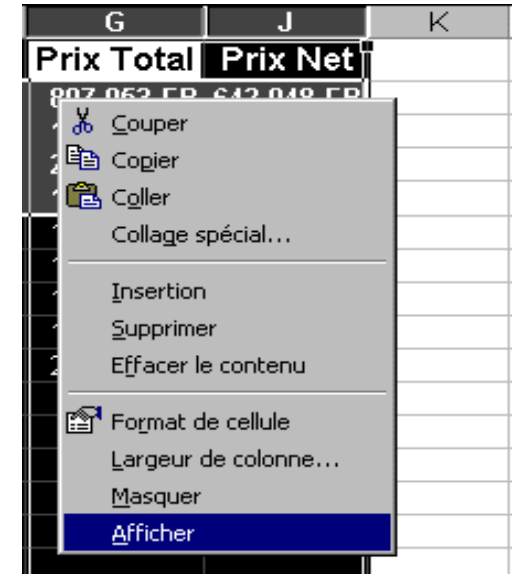 G J K
Prix Total Prix Net
Couper
Copier
Coller
Collage spécial...
Insertion
Supprimer
Effacer le contenu
Format de cellule
Largeur de colonne...
Masquer
Afficher